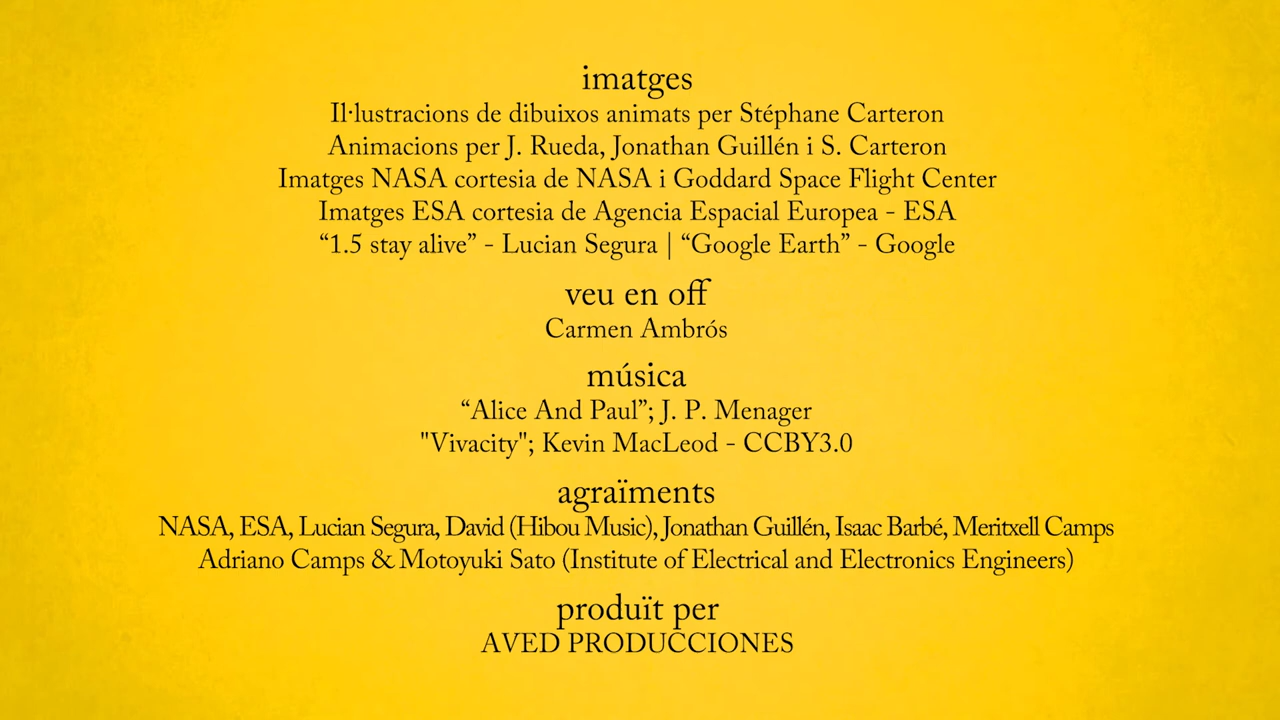 imatges
Il·lustracions de dibuixos animats per Stéphane Carteron
Animacions per J. Rueda, Jonathan Guillén i S. Carteron
Imatges NASA cortesia de NASA i Goddard Space Flight Center
Imatges ESA cortesia de Agencia Espacial Europea - ESA
“1.5 stay alive” - Lucian Segura | “Google Earth” - Google
veu en off
Carmen Ambrós
música
“Alice And Paul”; J. P. Menager
"Vivacity"; Kevin MacLeod - CCBY3.0
agraïments
NASA, ESA, Lucian Segura, David (Hibou Music), Jonathan Guillén, Isaac Barbé, Meritxell Camps
Adriano Camps & Motoyuki Sato (Institute of Electrical and Electronics Engineers)
produït per
AVED PRODUCCIONES